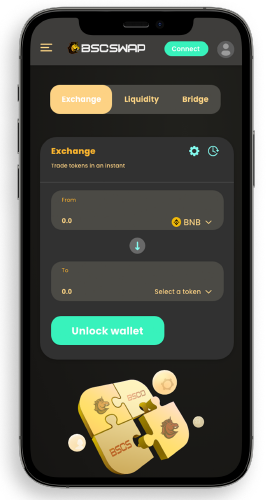 BSCSWAP
Connect
Exchange
Liquidity
Bridge
Exchange
Trade tokens in an instant
From
0.0
BNB
To
0.0
Select a token
Unlock wallet
BSCD
BSCS